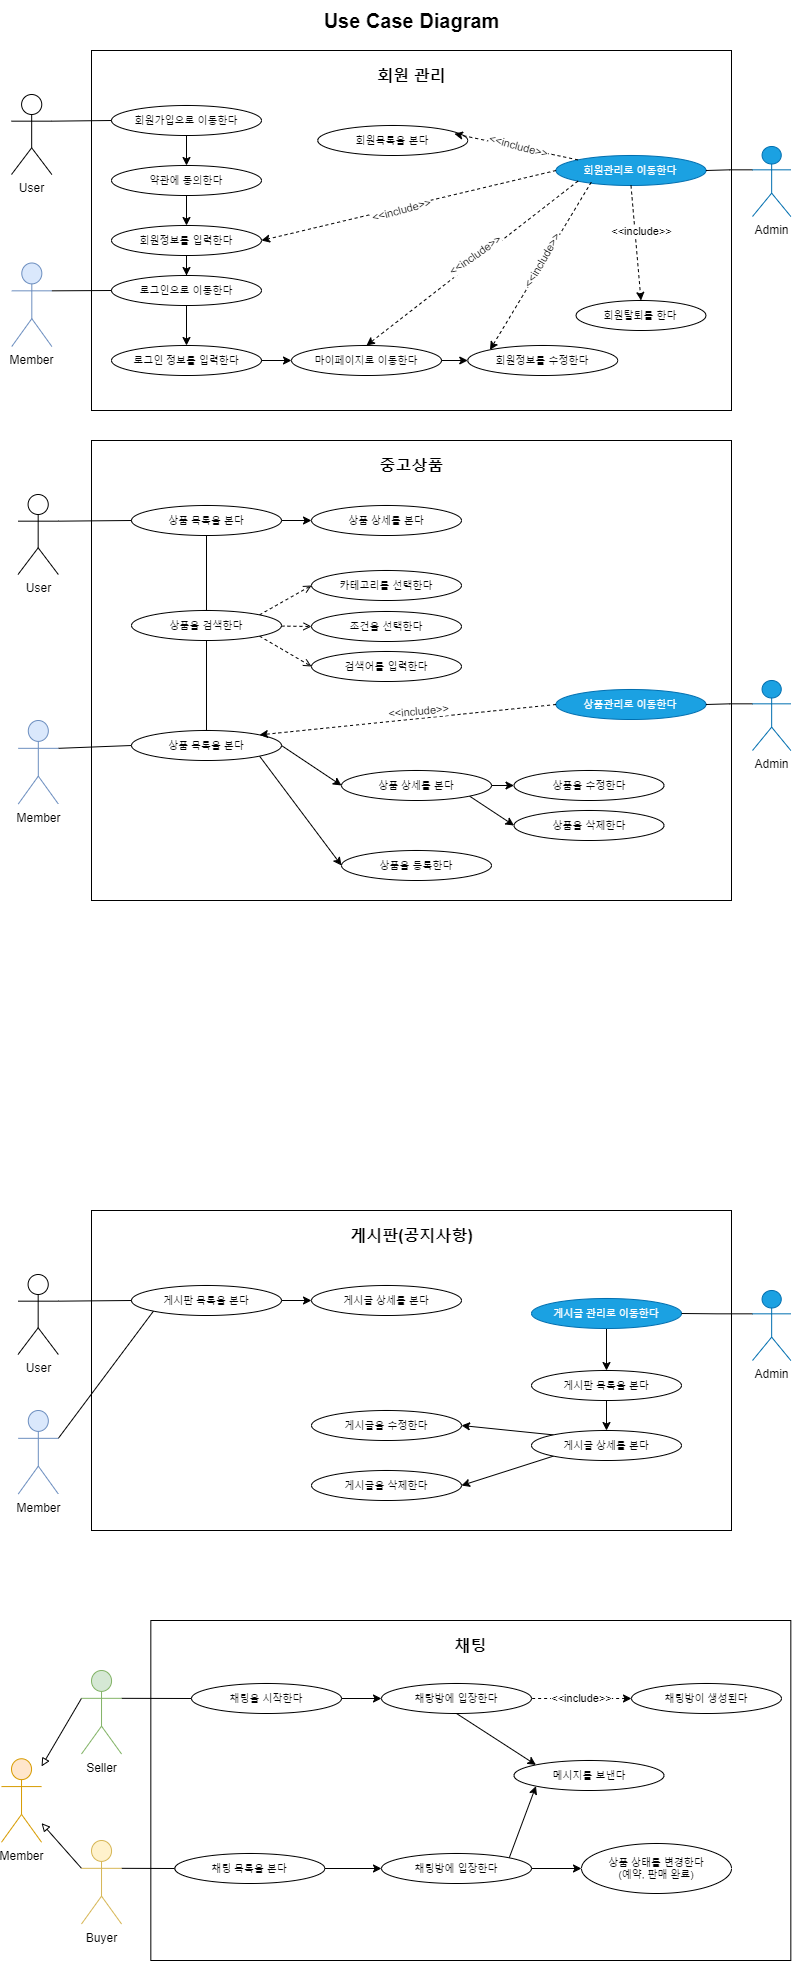 Use Case Diagram
회원 관리
회원가입으로 이동한다
회원목록을 본다
<<include>>
회원관리로 이동한다
User
약관에 동의한다
<<include>>
Admin
회원정보를 입력한다
<<include>>
<<include>>
<<include>>
로그인으로 이동한다
회원탈퇴를 한다
Member
로그인 정보를 입력한다
마이페이지로 이동한다
회원정보를 수정한다
중고상품
상품 목록을 본다
상품 상세를 본다
User
카테고리를 선택한다
상품을 검색한다
조건을 선택한다
검색어를 입력한다
상품관리로 이동한다
<<include>>
Admin
상품 목록을 본다
상품 상세를 본다
상품을 수정한다
Member
상품을 삭제한다
상품을 등록한다
게시판(공지사항)
게시판 목록을 본다
게시글 상세를 본다
게시글 관리로 이동한다
User
Admin
게시판 목록을 본다
게시글을 수정한다
게시글 상세를 본다
게시글을 삭제한다
Member
채팅
채팅을 시작한다
채탕방에 입장한다
<<include>>
채팅방이 생성된다
Seller
메시지를 보낸다
Member
채팅 목록을 본다
채팅방에 입장한다
상품 상태를 변경한다
(예약, 판매 완료)
Buyer